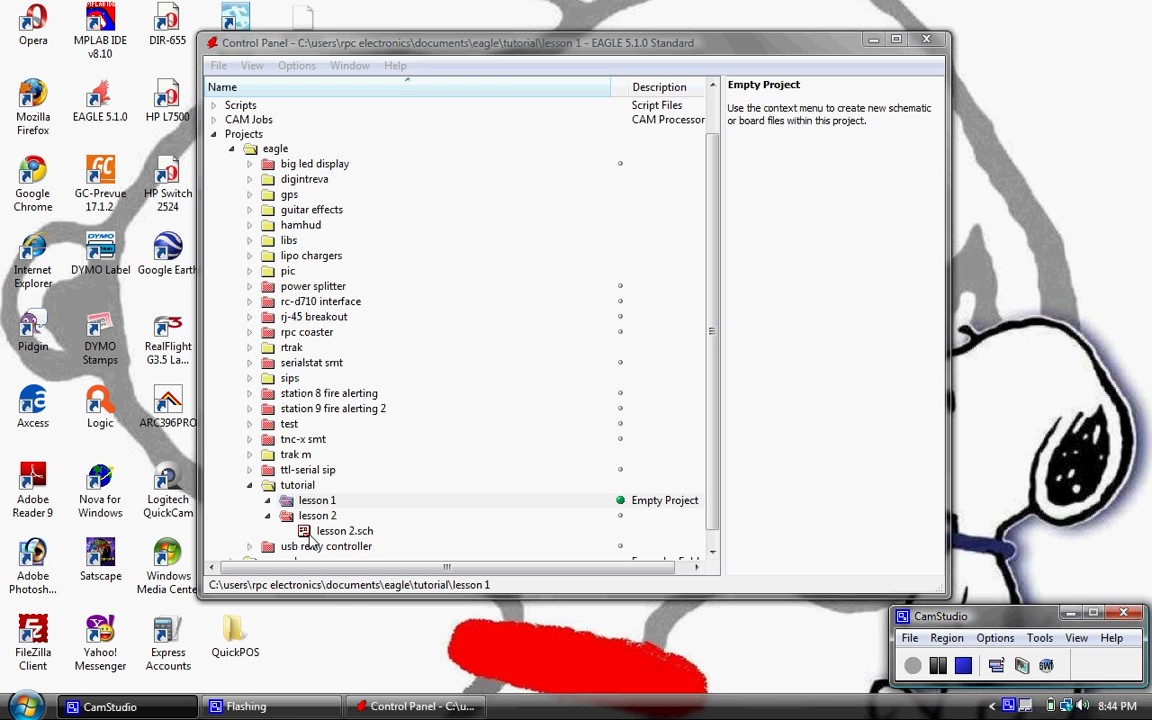 Opera
MPLAB IDE
v8.10
DIR-655
Mozilla
Firefox
EAGLE 5.1.0
HP L7500
Google
Chrome
GC-Prevue
17.1.2
HP Switch
2524
Internet
Explorer
DYMO Label
Google Earth
Pidgin
DYMO
Stamps
RealFlight
G3.5 La...
Axcess
Logic
ARC396PRO
Adobe
Reader 9
Nova for
Windows
Logitech
QuickCam
Adobe
Photosh...
Satscape
Windows
Media Cente
FileZilla
Client
Yahoo!
Messenger
Express
Accounts
QuickPOS
Control Panel - C:\users\rpc electronics\documents\eagle\tutorial\lesson 1 - EAGLE 5.1.0 Standard
File View Options Window Help
Name Description
Scripts Script Files
CAM Jobs CAM Processor
Projects
eagle
big led display
digintreva
gps
guitar effects
hamhud
libs
lipo chargers
pic
power splitter
rc-d710 interface
rj-45 breakout
rpc coaster
rtrak
serialstat smt
sips
station 8 fire alerting
station 9 fire alerting 2
test
tnc-x smt
trak m
ttl-serial sip
tutorial
lesson 1 Empty Project
lesson 2
lesson 2.sch
usb relay controller
C:\users\rpc electronics\documents\eagle\tutorial\lesson 1
Empty Project
Use the context menu to create new schematic
or board files within this project.
CamStudio
File Region Options Tools View Help
CamStudio
Flashing
Control Panel - C:\u...
8:44 PM